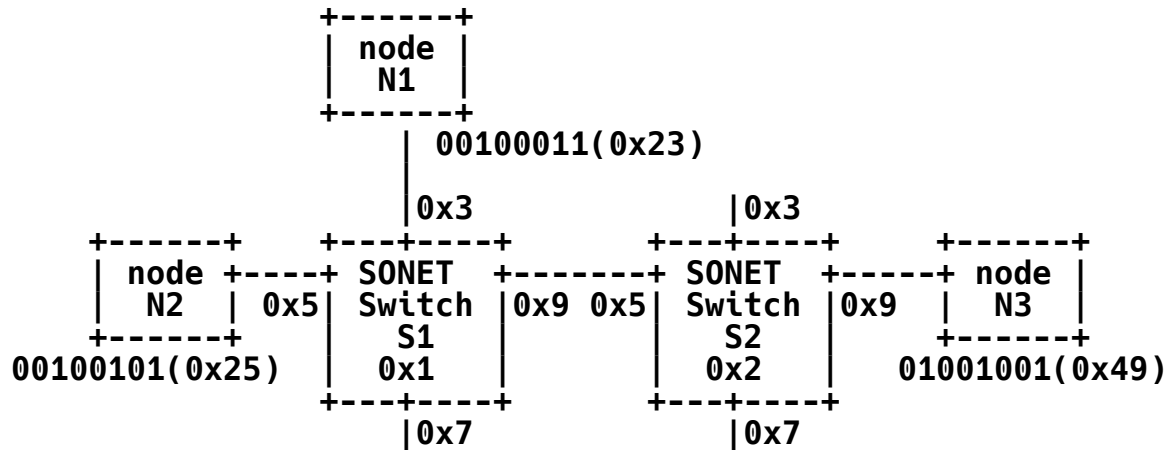 +------+
| node |
| N1 |
+------+
| 00100011(0x23)
|
|0x3 |0x3
+------+ +---+----+ +---+----+ +------+
| node +----+ SONET +-------+ SONET +-----+ node |
| N2 | 0x5| Switch |0x9 0x5| Switch |0x9 | N3 |
+------+ | S1 | | S2 | +------+
00100101(0x25) | 0x1 | | 0x2 | 01001001(0x49)
+---+----+ +---+----+
|0x7 |0x7